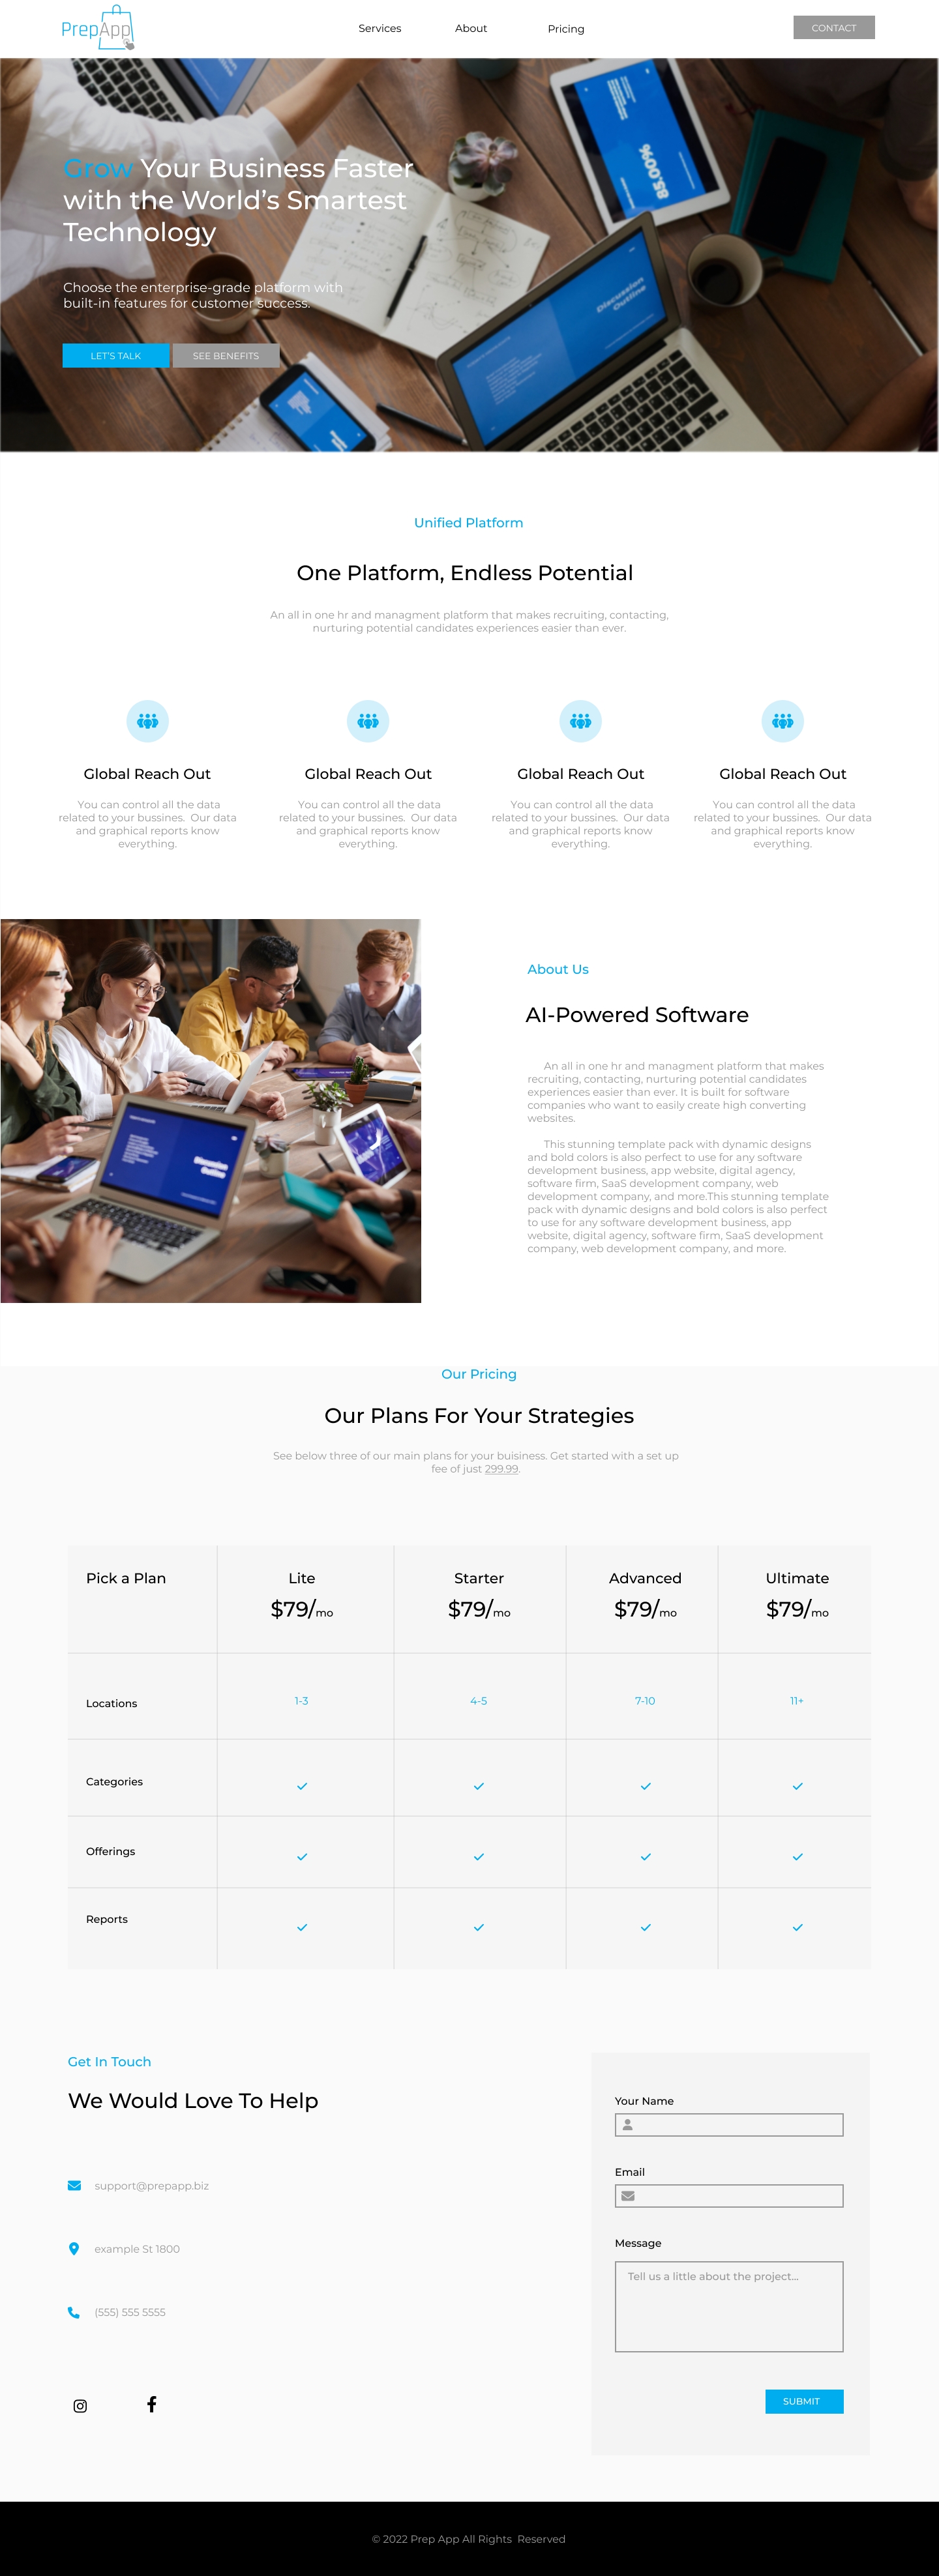 PrepApp
Services
About
Pricing
CONTACT
Grow Your Business Faster
with the World’s Smartest
Technology
Choose the enterprise-grade platform with
built-in features for customer success.
LET’S TALK
SEE BENEFITS
85.00%
Discussion
Outline
Unified Platform
One Platform, Endless Potential
An all in one hr and managment platform that makes recruiting, contacting,
nurturing potential candidates experiences easier than ever.
Global Reach Out
You can control all the data
related to your bussines.  Our data
and graphical reports know
everything.
Global Reach Out
You can control all the data
related to your bussines.  Our data
and graphical reports know
everything.
Global Reach Out
You can control all the data
related to your bussines.  Our data
and graphical reports know
everything.
Global Reach Out
You can control all the data
related to your bussines.  Our data
and graphical reports know
everything.
About Us
AI-Powered Software
An all in one hr and managment platform that makes
recruiting, contacting, nurturing potential candidates
experiences easier than ever. It is built for software
companies who want to easily create high converting
websites.
This stunning template pack with dynamic designs
and bold colors is also perfect to use for any software
development business, app website, digital agency,
software firm, SaaS development company, web
development company, and more.This stunning template
pack with dynamic designs and bold colors is also perfect
to use for any software development business, app
website, digital agency, software firm, SaaS development
company, web development company, and more.
Our Pricing
Our Plans For Your Strategies
See below three of our main plans for your buisiness. Get started with a set up
fee of just 299.99.
Pick a Plan
Lite
$79/mo
Starter
$79/mo
Advanced
$79/mo
Ultimate
$79/mo
Locations
1-3
4-5
7-10
11+
Categories
Offerings
Reports
Get In Touch
We Would Love To Help
support@prepapp.biz
example St 1800
(555) 555 5555
Your Name
Email
Message
Tell us a little about the project...
SUBMIT
© 2022 Prep App All Rights  Reserved